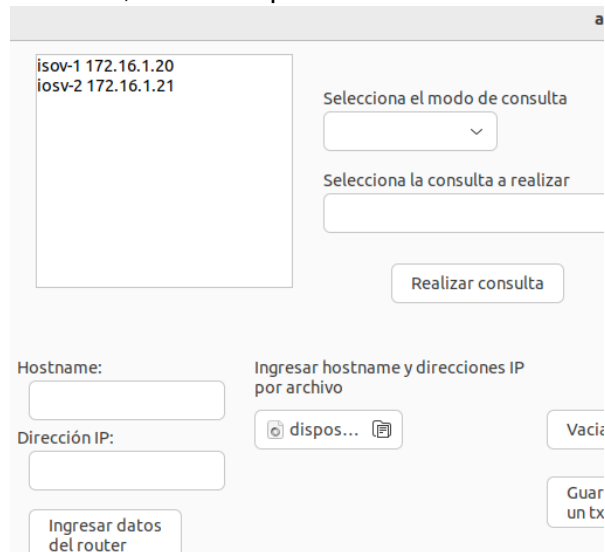 a
isov-1 172.16.1.20
iosv-2 172.16.1.21
Selecciona el modo de consulta
Selecciona la consulta a realizar
Realizar consulta
Hostname:
Ingresar hostname y direcciones IP
por archivo
dispos...
Dirección IP:
Vacia
Guar
un tx
Ingresar datos
del router